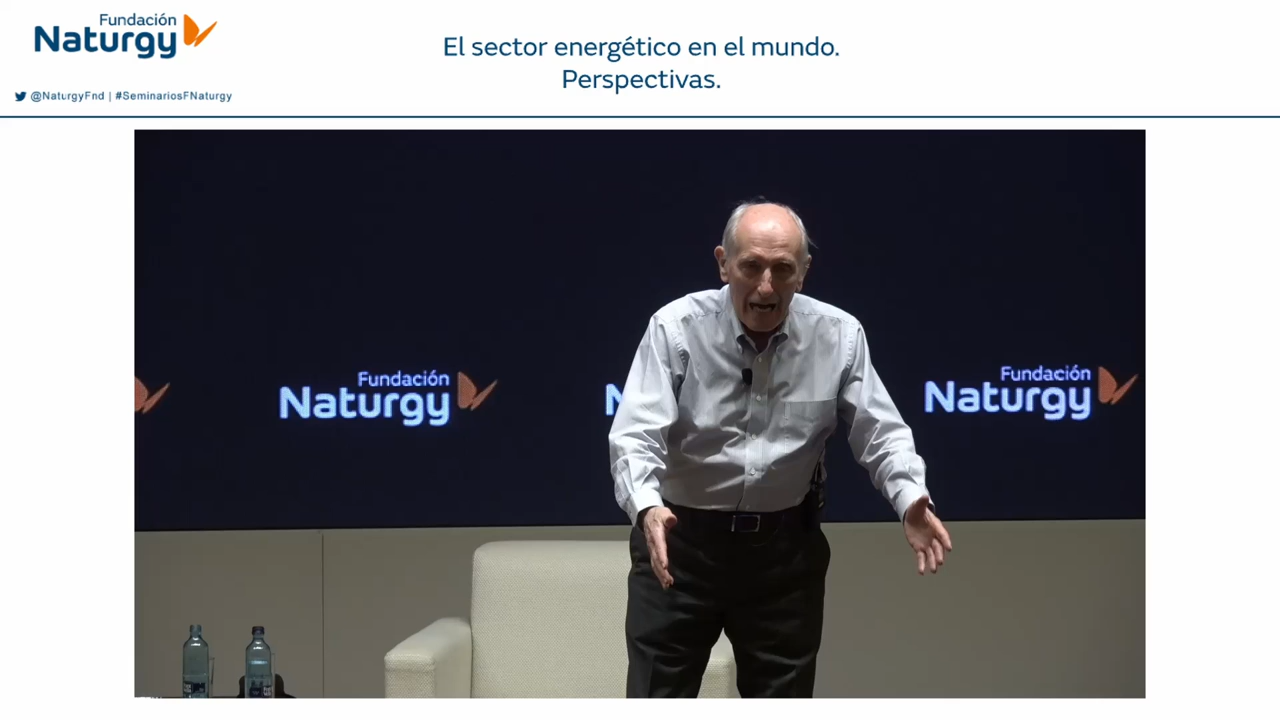 Fundación
Naturgy
@NaturgyFnd | #SeminariosFNaturgy
El sector energético en el mundo.
Perspectivas.
Fundación
Naturgy
N
Fundación
Naturgy